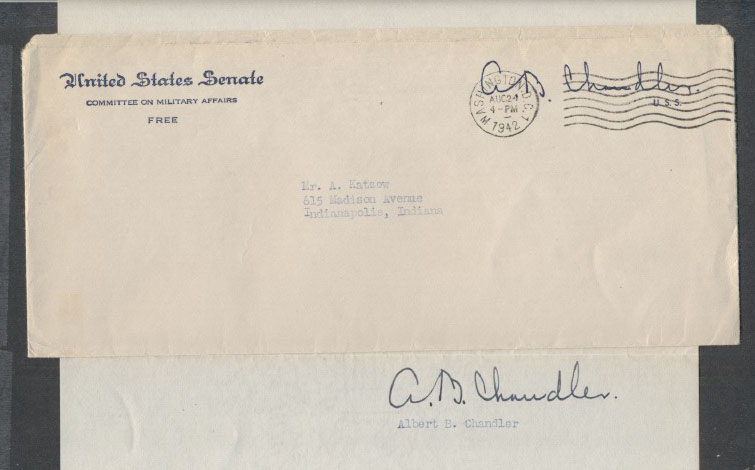 United States Senate
COMMITTEE ON MILITARY AFFAIRS
FREE
A. B. Chandler.
U.S.S.
WASHINGTON, D.C. 1
AUG 24
4 - PM
1942
Mr. A. Katzow
615 Madison Avenue
Indianapolis, Indiana
A. B. Chandler.
Albert B. Chandler